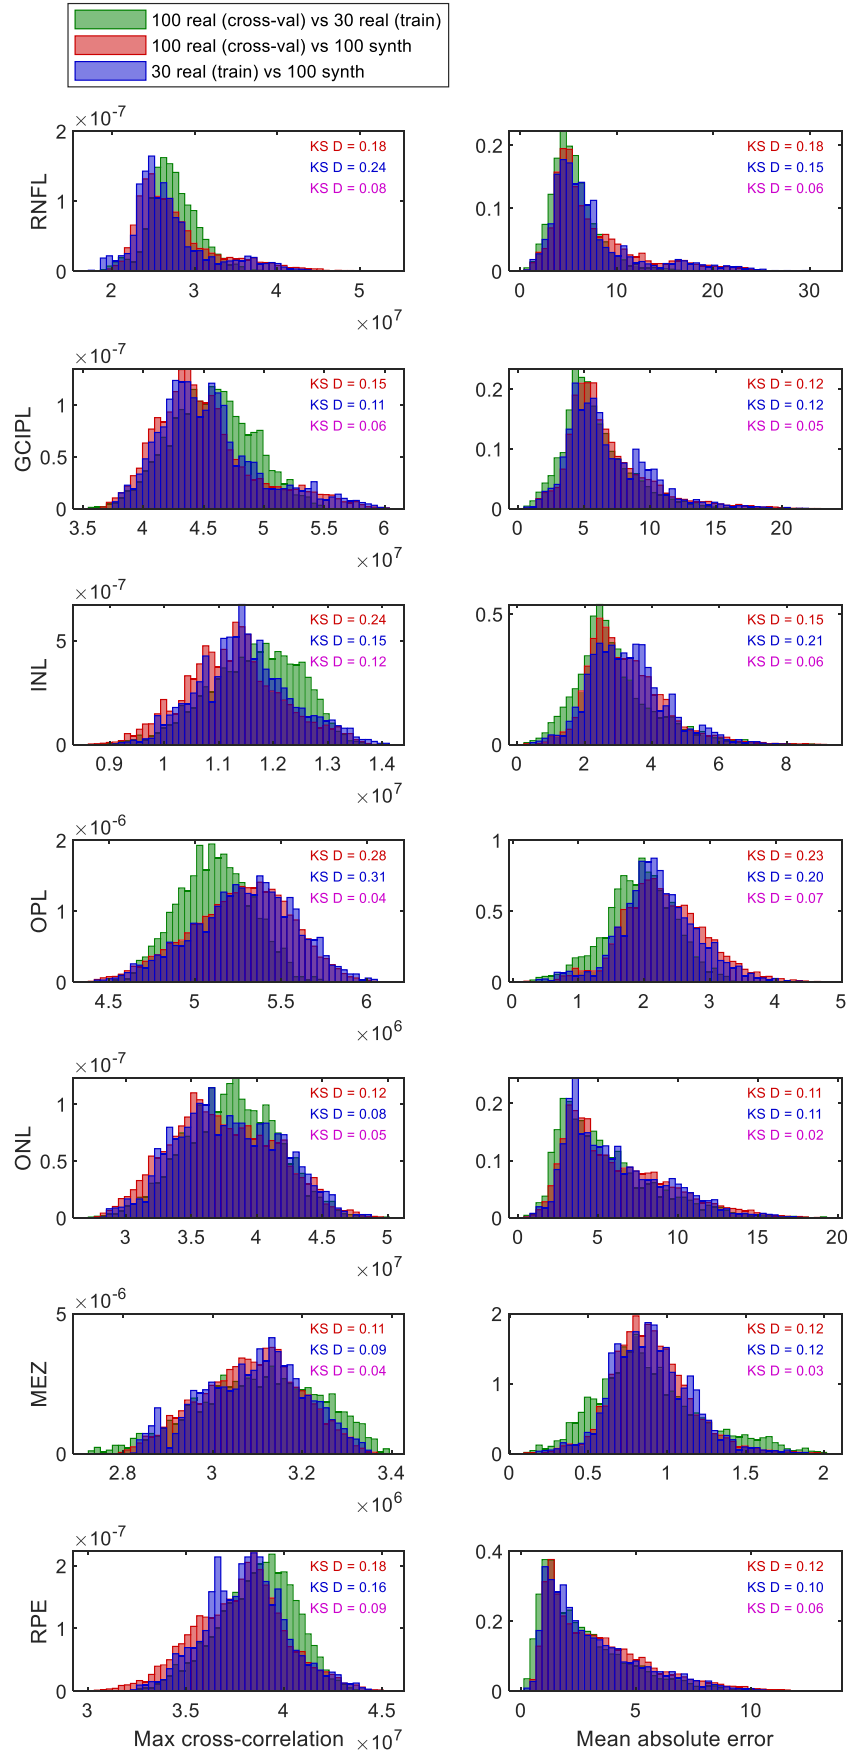 100 real (cross-val) vs 30 real (train)
100 real (cross-val) vs 100 synth
30 real (train) vs 100 synth
×10-7
2
1
0
RNFL
KS D = 0.18
KS D = 0.24
KS D = 0.08
2 3 4 5
×10^7
0.2
0.1
0
KS D = 0.18
KS D = 0.15
KS D = 0.06
0 10 20 30
×10-7
1
0.5
0
GCIPL
KS D = 0.15
KS D = 0.11
KS D = 0.06
3.5 4 4.5 5 5.5 6
×10^7
0.2
0.1
0
KS D = 0.12
KS D = 0.12
KS D = 0.05
0 5 10 15 20
×10-7
5
0
INL
KS D = 0.24
KS D = 0.15
KS D = 0.12
0.9 1 1.1 1.2 1.3 1.4
×10^7
0.5
0
KS D = 0.15
KS D = 0.21
KS D = 0.06
0 2 4 6 8
×10-6
2
1
0
OPL
KS D = 0.28
KS D = 0.31
KS D = 0.04
4.5 5 5.5 6
×10^6
1
0.5
0
KS D = 0.23
KS D = 0.20
KS D = 0.07
0 1 2 3 4 5
×10-7
1
0.5
0
ONL
KS D = 0.12
KS D = 0.08
KS D = 0.05
3 3.5 4 4.5 5
×10^7
0.2
0.1
0
KS D = 0.11
KS D = 0.11
KS D = 0.02
0 5 10 15 20
×10-6
5
0
MEZ
KS D = 0.11
KS D = 0.09
KS D = 0.04
2.8 3 3.2 3.4
×10^6
2
1
0
KS D = 0.12
KS D = 0.12
KS D = 0.03
0 0.5 1 1.5 2
×10-7
2
1
0
RPE
KS D = 0.18
KS D = 0.16
KS D = 0.09
3 3.5 4 4.5
Max cross-correlation ×10^7
0.4
0.2
0
KS D = 0.12
KS D = 0.10
KS D = 0.06
0 5 10
Mean absolute error